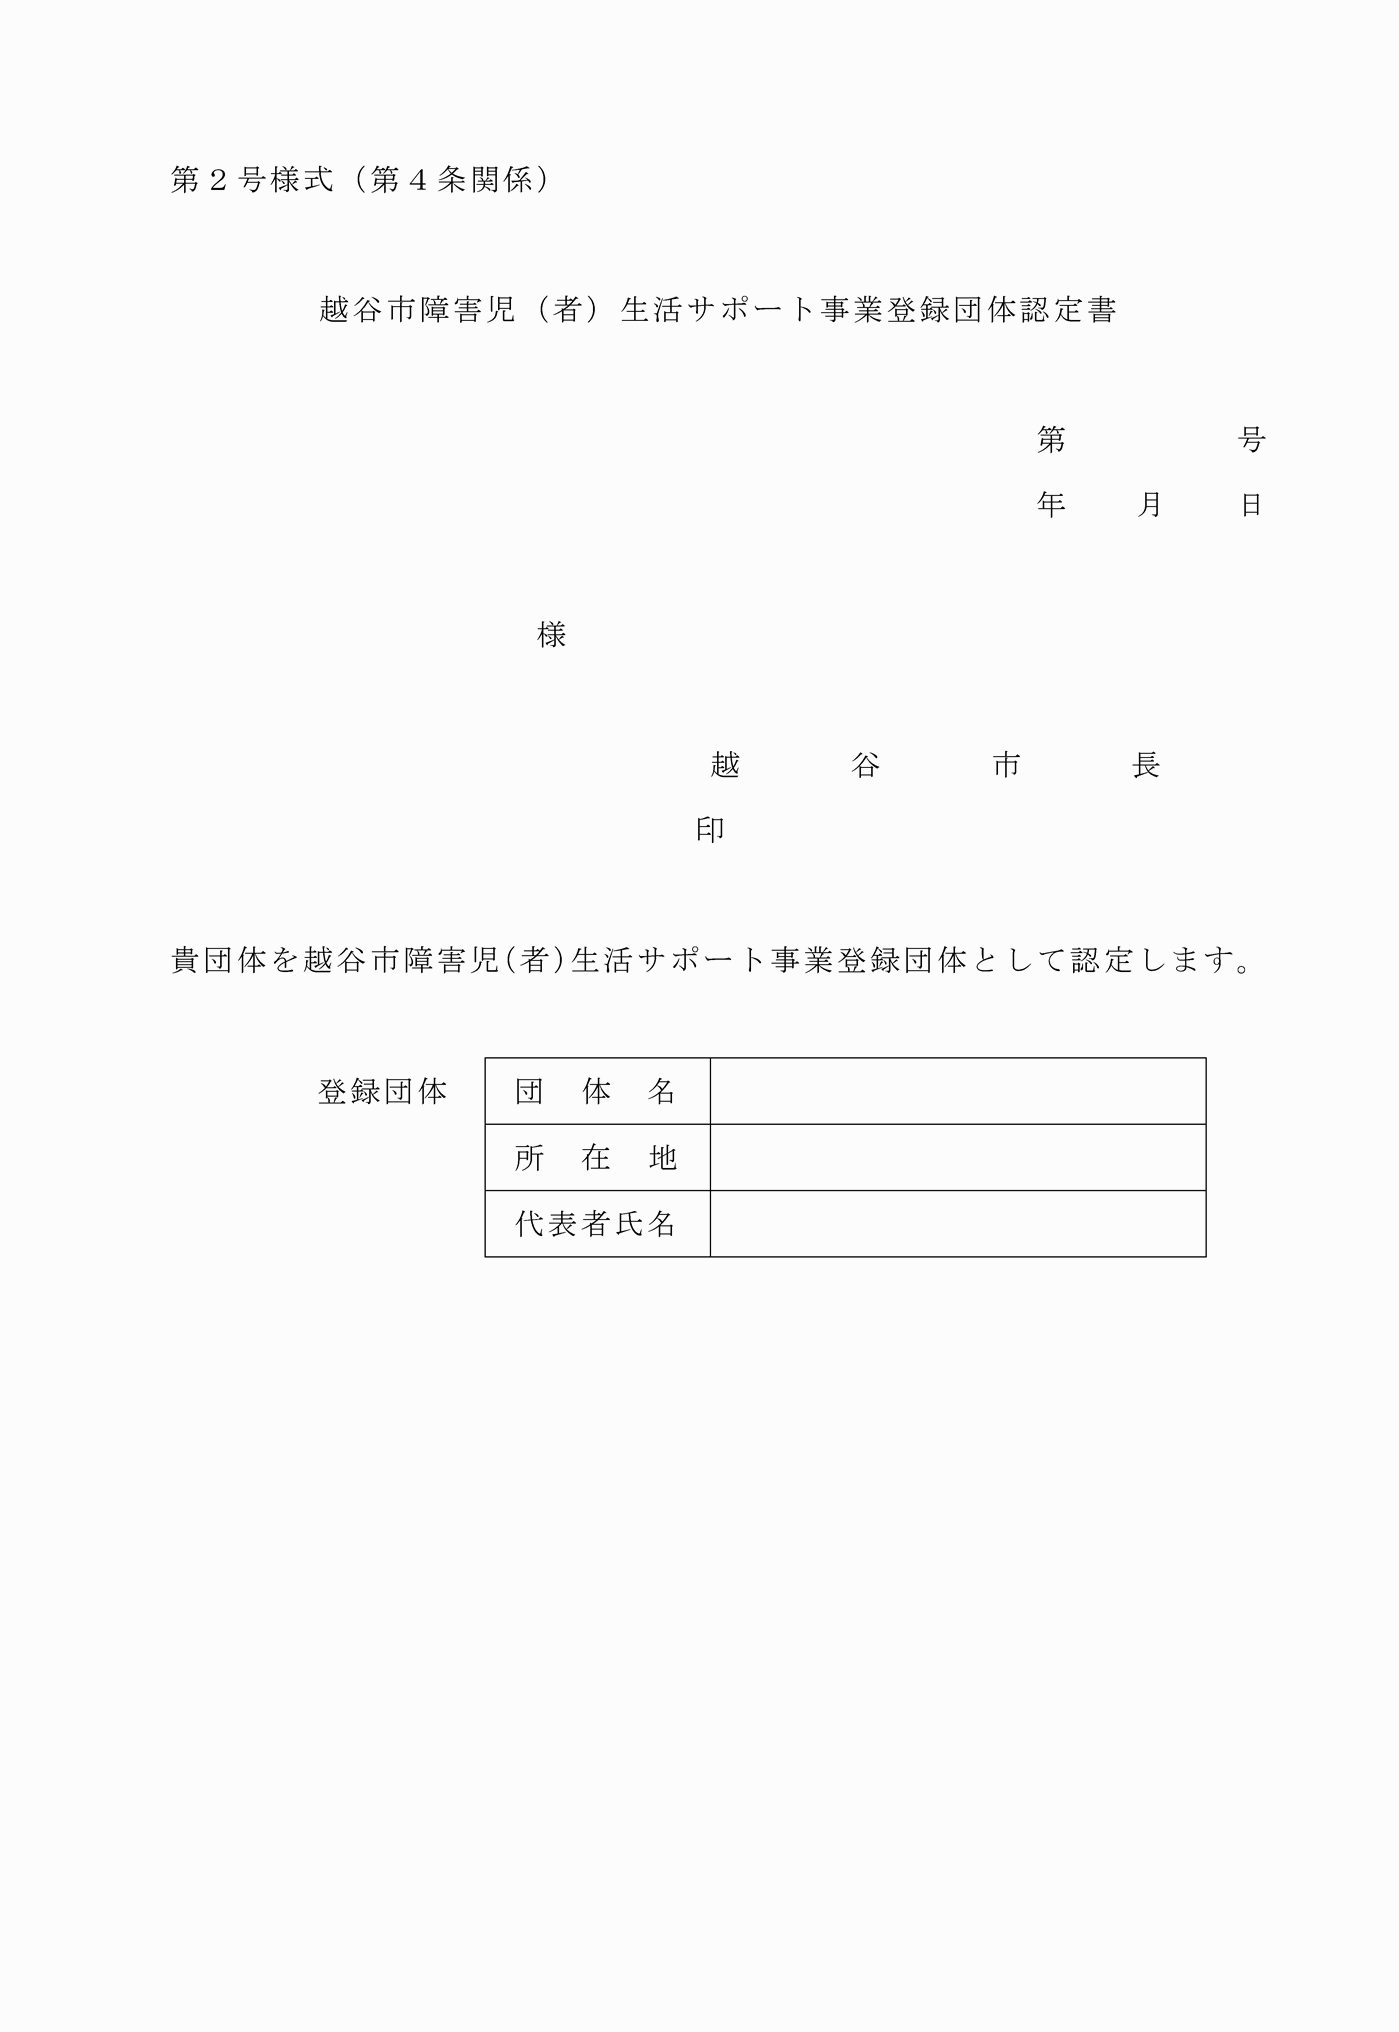 第２号様式（第４条関係）
越谷市障害児（者）生活サポート事業登録団体認定書
第　　　　　号
年　　月　　日
様
越　　　谷　　　市　　　長
印
貴団体を越谷市障害児(者)生活サポート事業登録団体として認定します。
登録団体　団　体　名
所　在　地
代表者氏名